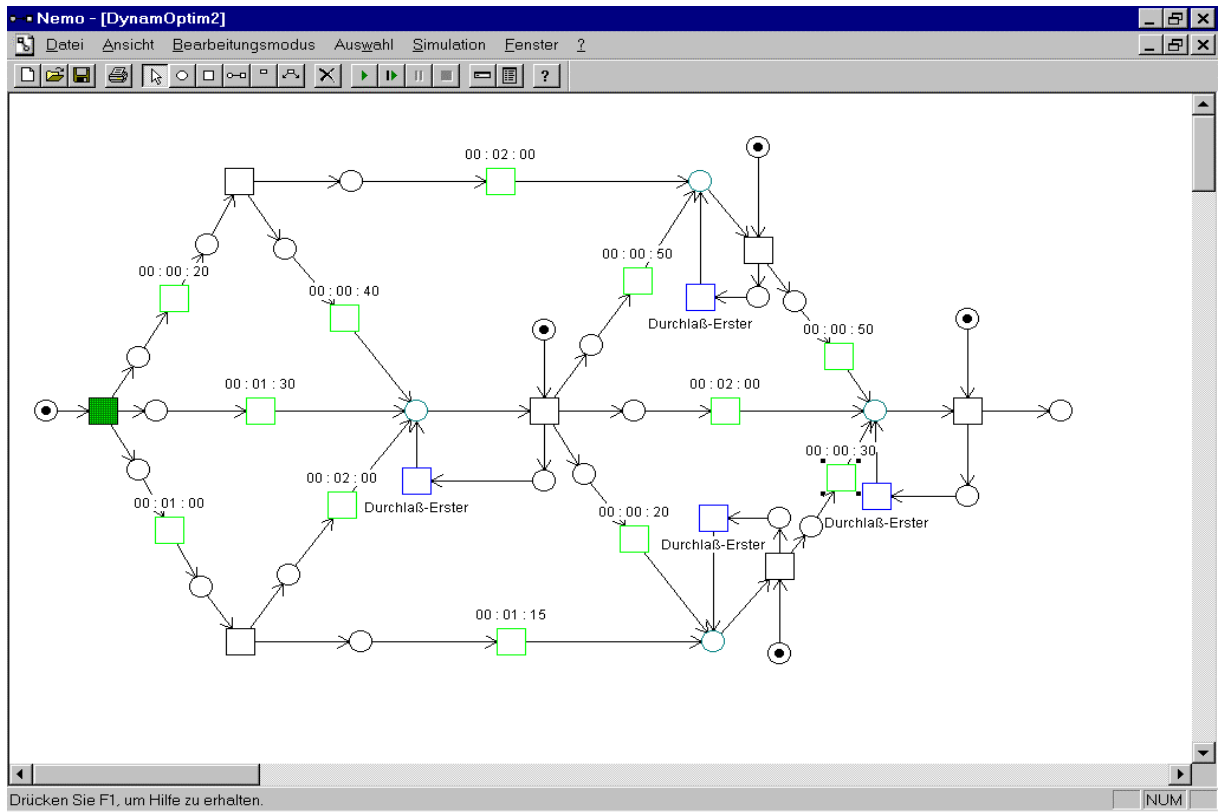 Nemo - [DynamOptim2]
Datei Ansicht Bearbeitungsmodus Auswahl Simulation Fenster ?
?
00 : 02 : 00
00 : 00 : 20
00 : 00 : 50
00 : 00 : 40
Durchlaß-Erster
00 : 00 : 50
00 : 01 : 30
00 : 02 : 00
00 : 02 : 00
00 : 00 : 30
00 : 01 : 00
Durchlaß-Erster
00 : 00 : 20
Durchlaß-Erster
Durchlaß-Erster
00 : 01 : 15
Drücken Sie F1, um Hilfe zu erhalten.
NUM